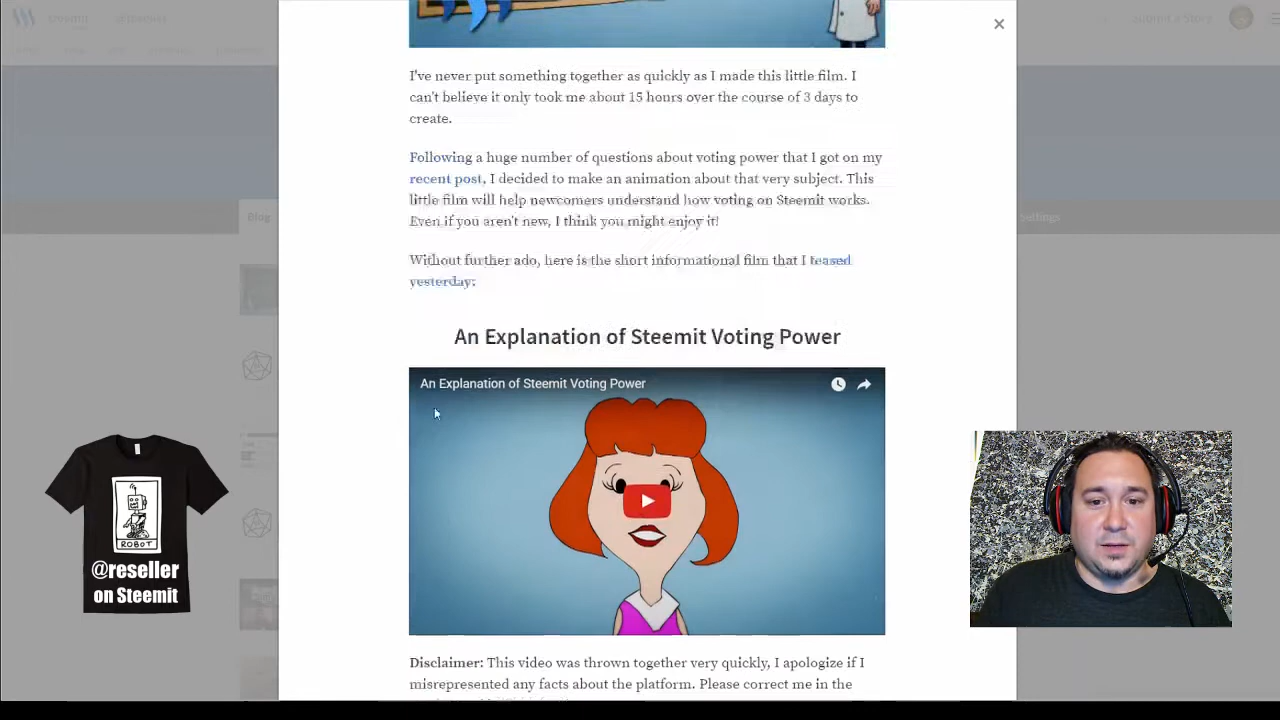 Submit a Story
I've never put something together as quickly as I made this little film. I
can't believe it only took me about 15 hours over the course of 3 days to
create.
Following a huge number of questions about voting power that I got on my
recent post, I decided to make an animation about that very subject. This
little film will help newcomers understand how voting on Steemit works.
Even if you aren't new, I think you might enjoy it!
Blog
Settings
Without further ado, here is the short informational film that I teased
yesterday:
An Explanation of Steemit Voting Power
An Explanation of Steemit Voting Power
ROBOT
@reseller
on Steemit
Disclaimer: This video was thrown together very quickly, I apologize if I
misrepresented any facts about the platform. Please correct me in the